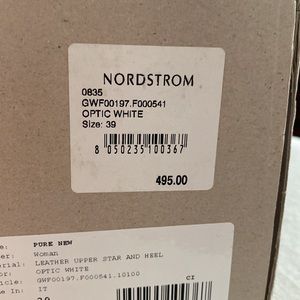 NORDSTROM
0835
GWF00197.F000541
OPTIC WHITE
Size: 39
8 050235 100367
495.00
PURE NEW
Woman
LEATHER UPPER STAR AND HEEL
OPTIC WHITE
GWF00197.F000541.10100
CI
IT
39